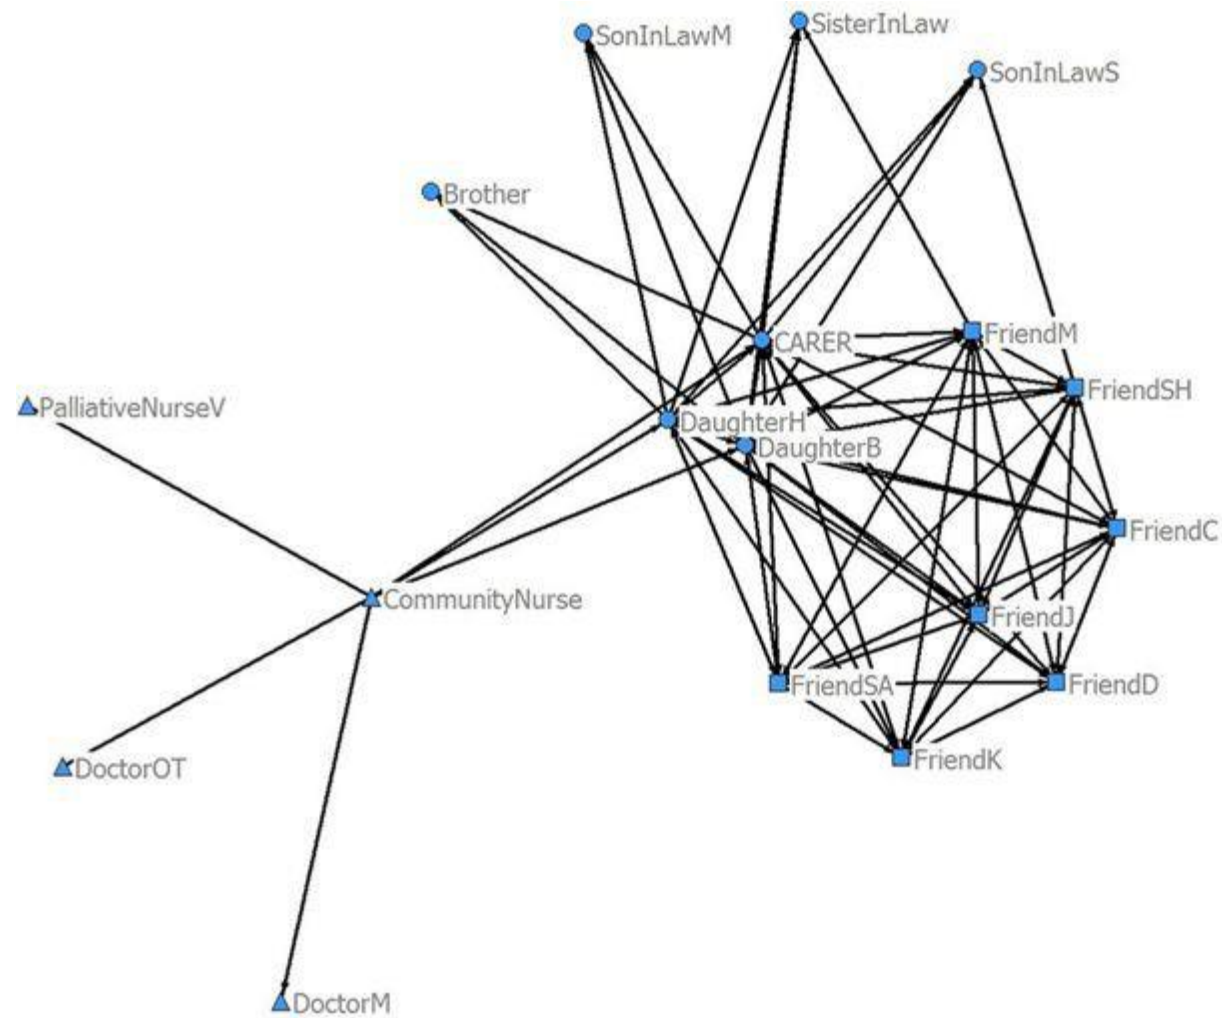 SonInLawM
SisterInLaw
SonInLawS
Brother
CARER
FriendM
FriendSH
PalliativeNurseV
DaughterH
DaughterB
FriendC
CommunityNurse
FriendJ
FriendSA
FriendD
FriendK
DoctorOT
DoctorM